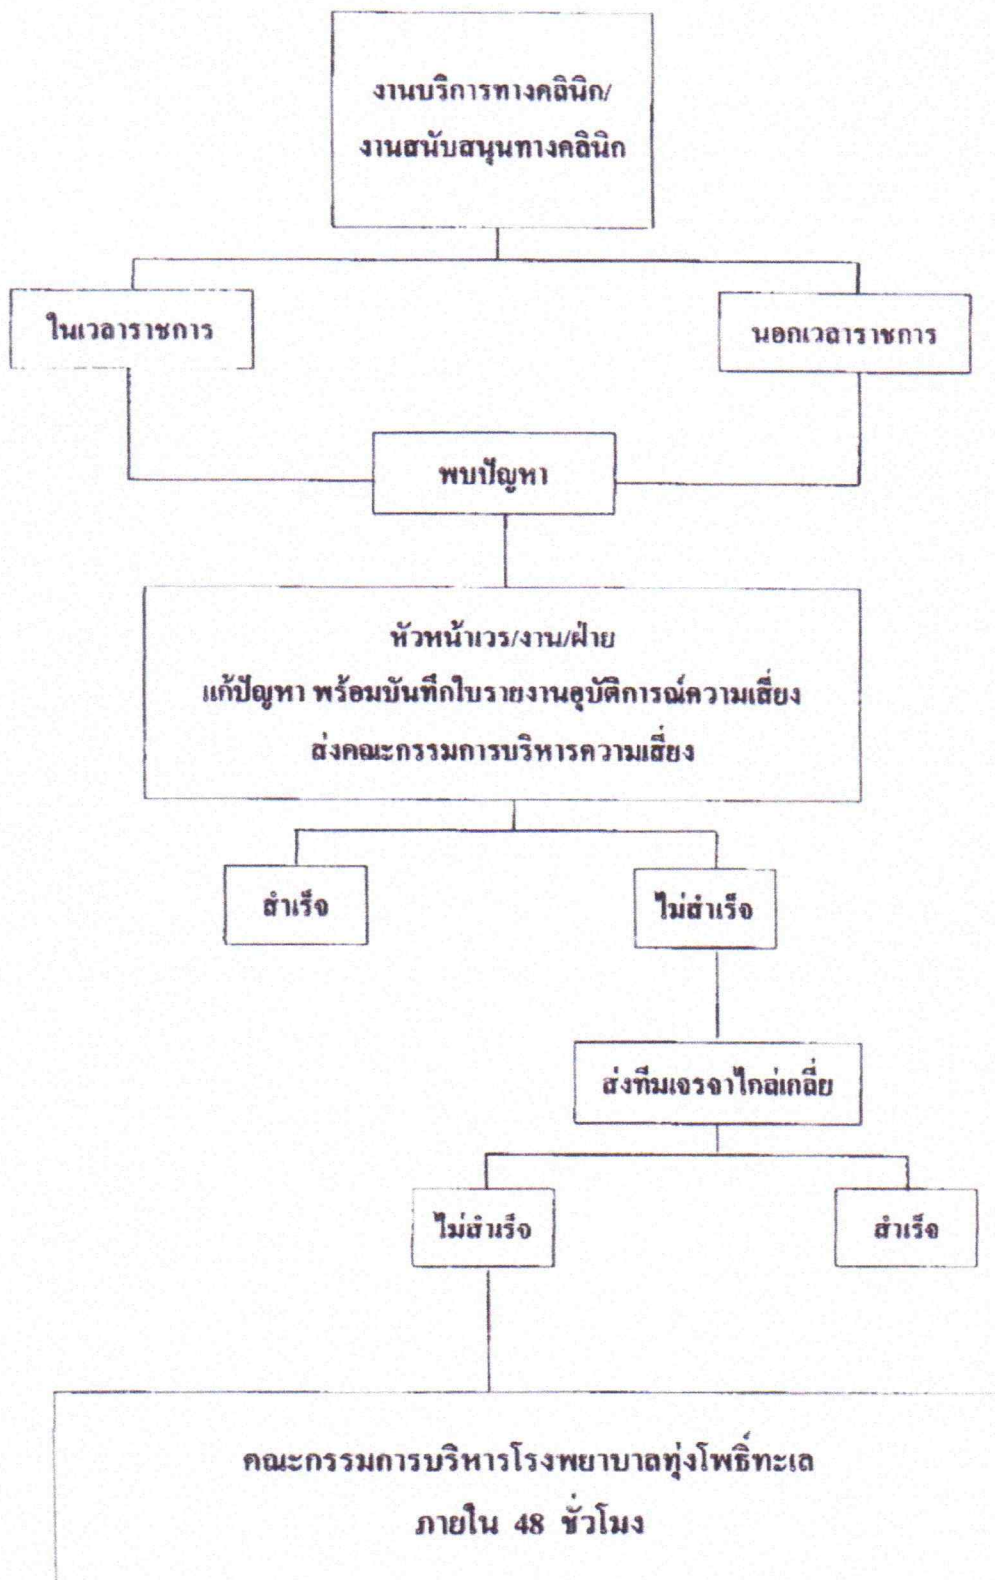 งานบริการทางคลินิก/
งานสนับสนุนทางคลินิก
ในเวลาราชการ
นอกเวลาราชการ
พบปัญหา
หัวหน้าเวร/งาน/ฝ่าย
แก้ปัญหา พร้อมบันทึกใบรายงานอุบัติการณ์ความเสี่ยง
ส่งคณะกรรมการบริหารความเสี่ยง
สำเร็จ
ไม่สำเร็จ
ส่งทีมเจรจาไกล่เกลี่ย
ไม่สำเร็จ
สำเร็จ
คณะกรรมการบริหารโรงพยาบาลทุ่งโพธิ์ทะเล
ภายใน 48 ชั่วโมง